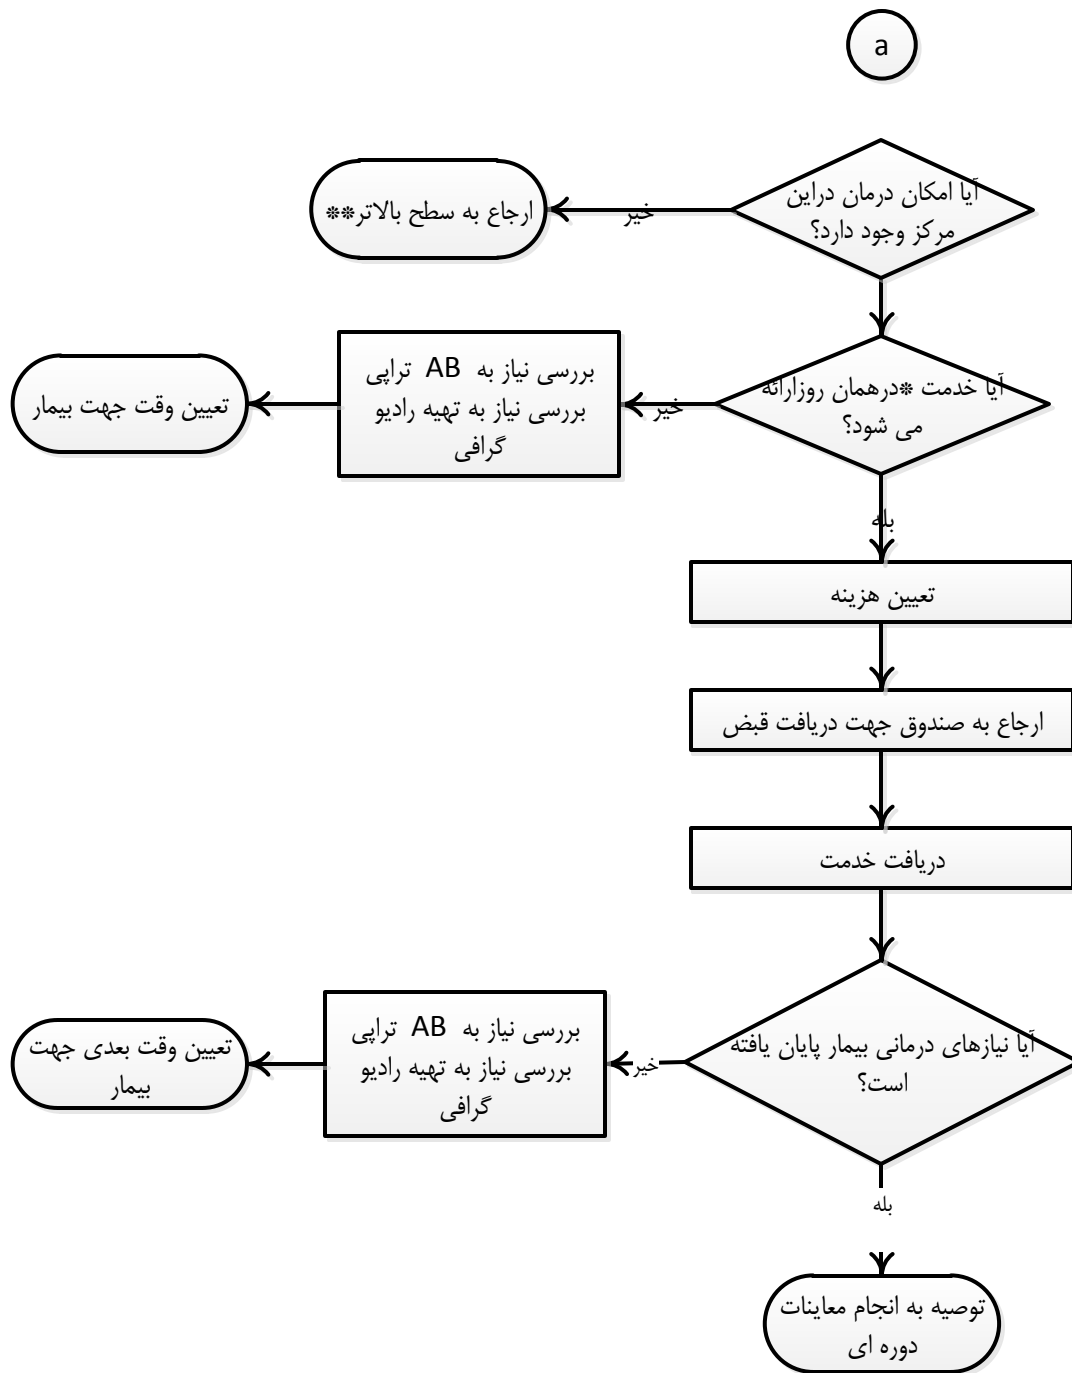 a
آیا امکان درمان دراین
مرکز وجود دارد؟
خیر
ارجاع به سطح بالاتر**
آیا خدمت *درهمان روزارائه
می شود؟
خیر
بررسی نیاز به AB تراپی
بررسی نیاز به تهیه رادیو
گرافی
تعیین وقت جهت بیمار
بله
تعیین هزینه
ارجاع به صندوق جهت دریافت قبض
دریافت خدمت
آیا نیازهای درمانی بیمار پایان یافته
است؟
خیر
بررسی نیاز به AB تراپی
بررسی نیاز به تهیه رادیو
گرافی
تعیین وقت بعدی جهت
بیمار
بله
توصیه به انجام معاینات
دوره ای